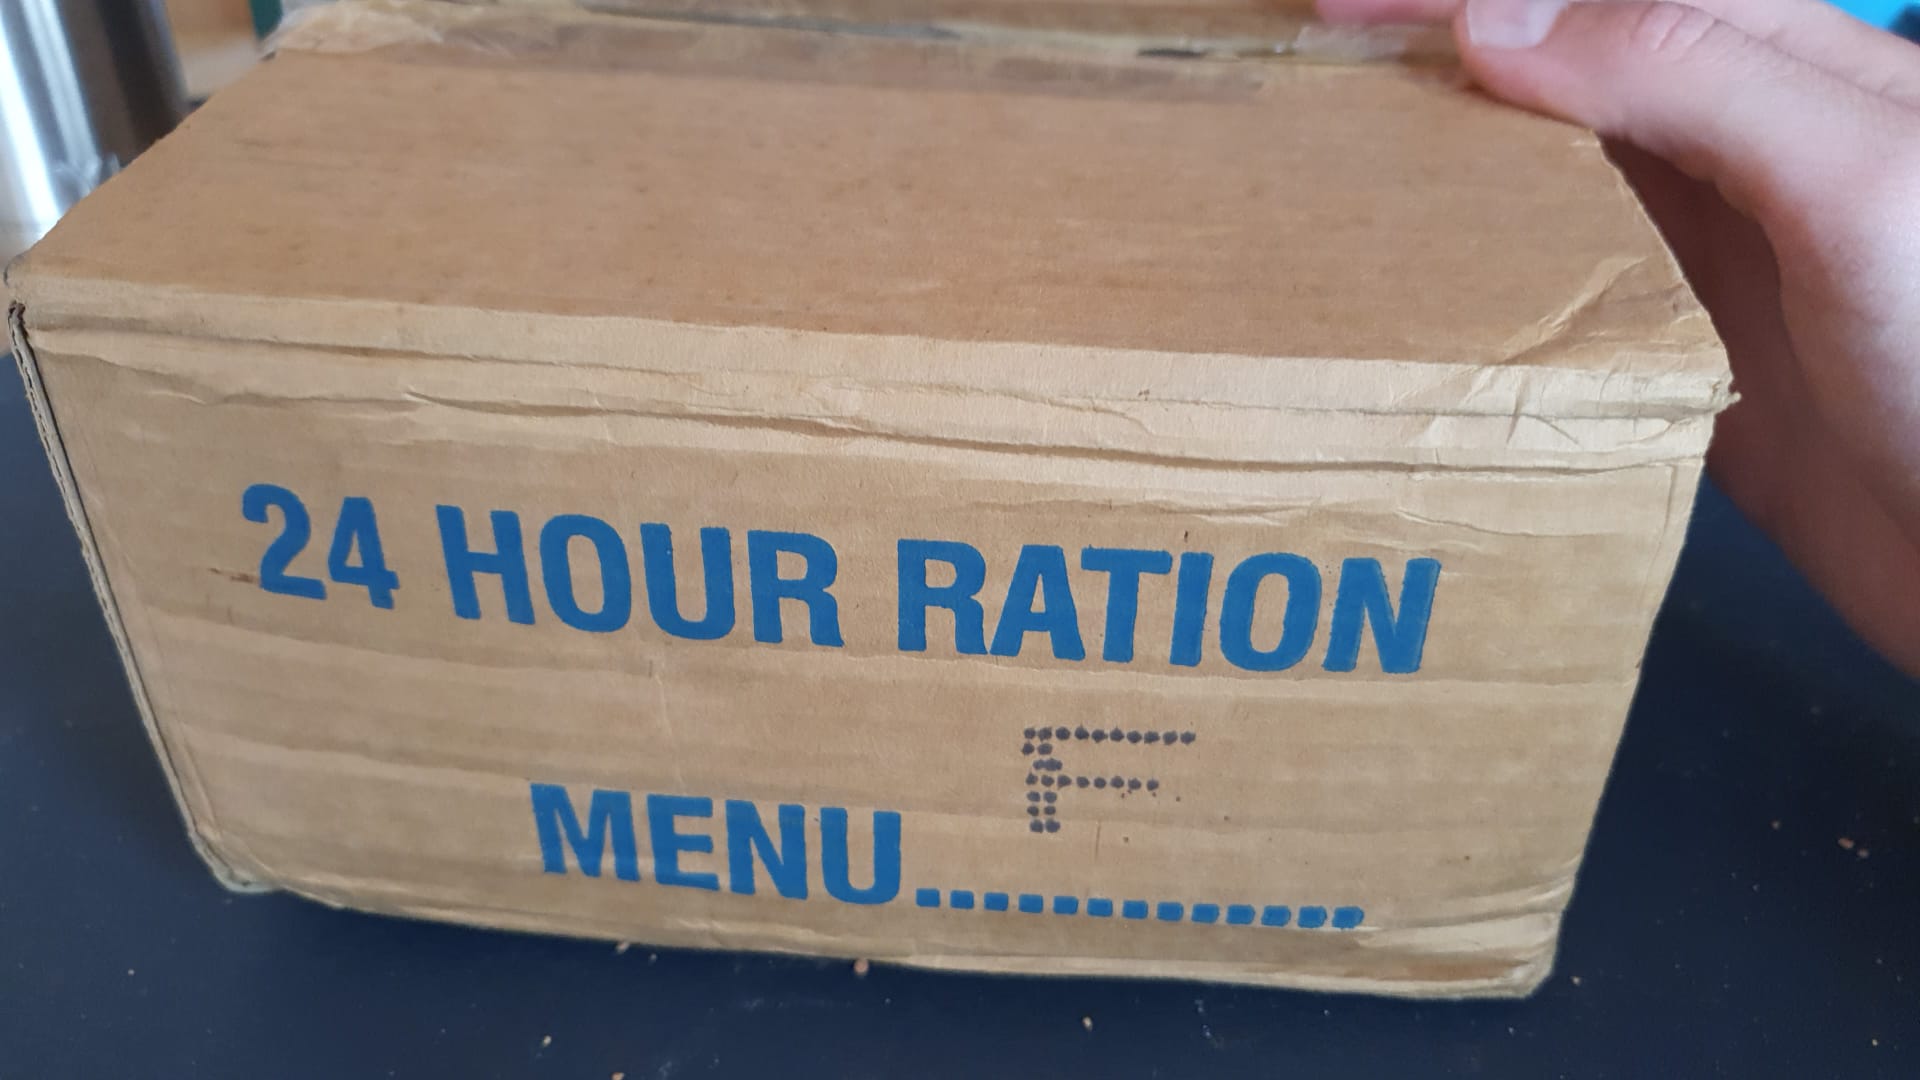 24 HOUR RATION
MENU..............F